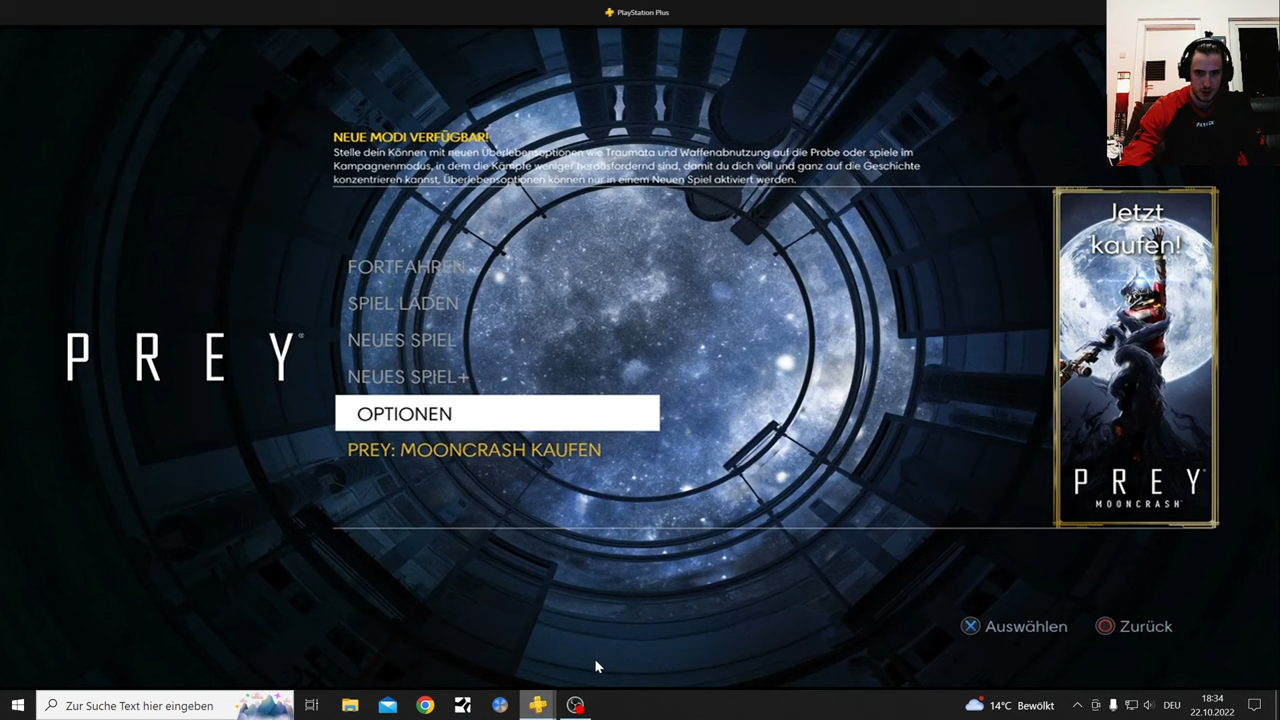 PlayStation Plus
NEUE MODI VERFÜGBAR!
Stelle dein Können mit neuen Überlebensoptionen wie Traumata und Waffenabnutzung auf die Probe oder spiele im
Kampagnenmodus, in dem die Kämpfe weniger herausfordernd sind, damit du dich voll und ganz auf die Geschichte
konzentrieren kannst, Überlebensoptionen können nur in einem Neuen Spiel aktiviert werden.
Jetzt
kaufen!
FORTFAHREN
SPIEL LADEN
NEUES SPIEL
NEUES SPIEL+
OPTIONEN
PREY: MOONCRASH KAUFEN
PREY
PREY
MOONCRASH
Auswählen
Zurück
Zur Suche Text hier eingeben
14°C Bewölkt
DEU
18:34
22.10.2022